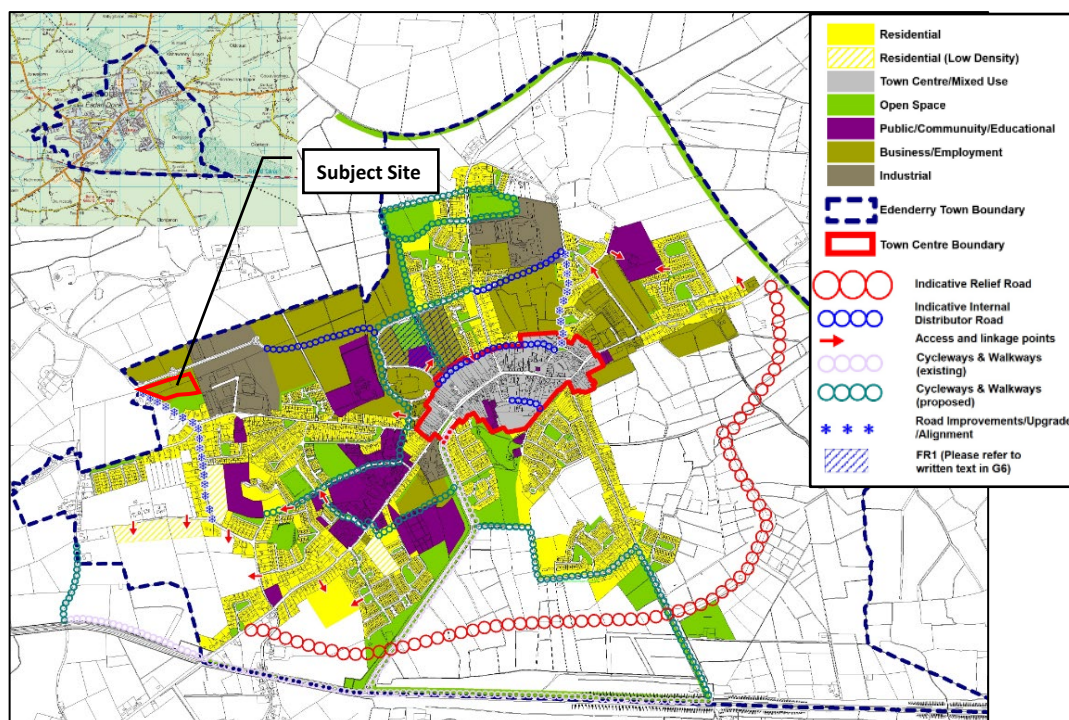 Subject Site
Residential
Residential (Low Density)
Town Centre/Mixed Use
Open Space
Public/Community/Educational
Business/Employment
Industrial
Edenderry Town Boundary
Town Centre Boundary
Indicative Relief Road
Indicative Internal
Distributor Road
Access and linkage points
Cycleways & Walkways
(existing)
Cycleways & Walkways
(proposed)
Road Improvements/Upgrade
/Alignment
FR1 (Please refer to
written text in G6)